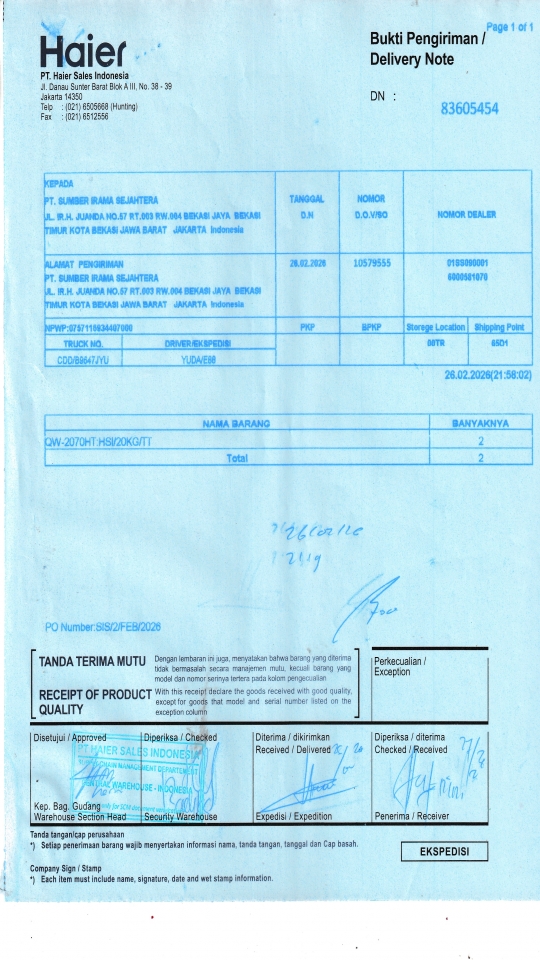 Page 1 of 1
Haier
PT. Haier Sales Indonesia
Jl. Danau Sunter Barat Blok A III, No. 38 - 39
Jakarta 14350
Telp : (021) 6505668 (Hunting)
Fax : (021) 6512556
Bukti Pengiriman /
Delivery Note
DN :
83605454
KEPADA
PT. SUMBER IRAMA SEJAHTERA
JL. IR.H. JUANDA NO.57 RT.003 RW.004 BEKASI JAYA BEKASI
TIMUR KOTA BEKASI JAWA BARAT JAKARTA Indonesia
TANGGAL
D.N
NOMOR
D.O.V/SO
NOMOR DEALER
ALAMAT PENGIRIMAN
PT. SUMBER IRAMA SEJAHTERA
JL. IR.H. JUANDA NO.57 RT.003 RW.004 BEKASI JAYA BEKASI
TIMUR KOTA BEKASI JAWA BARAT JAKARTA Indonesia
26.02.2026
10579555
PKP
BPKP
Storege Location
Shipping Point
TRUCK NO.
DRIVER/EKSPEDISI
CDD/B9647JYU
26.02.2026(21:58:02)
NAMA BARANG
BANYAKNYA
QW-2070HT:HSI/20KG/TT
2
Total
2
26/02/26
PO Number:SIS/2/FEB/2026
TANDA TERIMA MUTU
Dengan lembaran ini juga, menyatakan bahwa barang yang diterima
tidak bermasalah secara manajemen mutu, kecuali barang yang
model dan nomor serinya tertera pada kolom pengecualian
RECEIPT OF PRODUCT
QUALITY
With this receipt declare the goods received with good quality,
except for goods that model and serial number listed on the
exception column
Perkecualian /
Exception
Disetujui / Approved
Diperiksa / Checked
Diterima / dikirimkan
Received / Delivered
Diperiksa / diterima
Checked / Received
PT HAIER SALES INDONESIA
Kep. Bag. Gudang
Warehouse Section Head
Security Warehouse
Expedisi / Expedition
Penerima / Receiver
Tanda tangan/cap perusahaan
*) Setiap penerimaan barang wajib menyertakan informasi nama, tanda tangan, tanggal dan Cap basah.
EKSPEDISI
Company Sign / Stamp
*) Each item must include name, signature, date and wet stamp information.